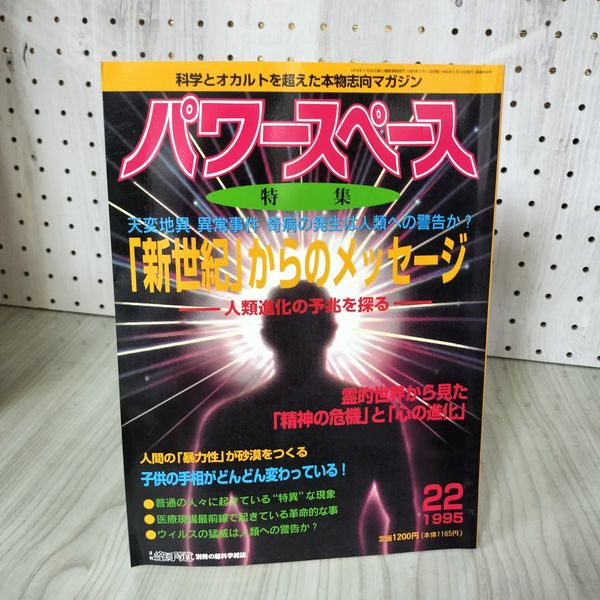 科学とオカルトを超えた本物志向マガジン
パワースペース
特集
天変地異 異常事件 奇病の発生は人類への警告か?
「新世紀」からのメッセージ
人類進化の予兆を探る
霊的世界から見た
「精神の危機」と「心の進化」
人間の「暴力性」が砂漠をつくる
子供の手相がどんどん変わっている!
●普通の人々に起きている“特異”な現象
●医療現場最前線で起きている革命的な事
●ウィルスの猛威は人類への警告か?
22
1995
定価1200円(本体1165円)
別冊の超科学雑誌